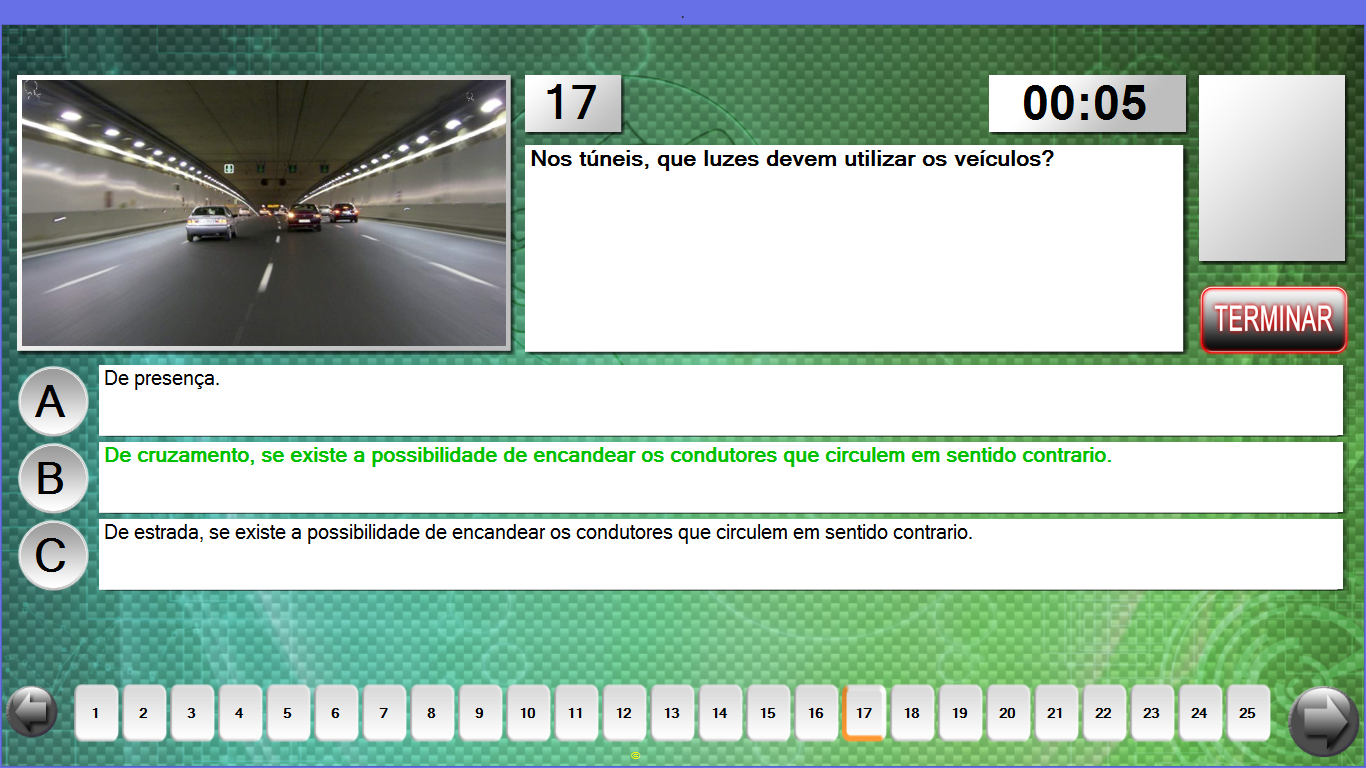 17
00:05
Nos túneis, que luzes devem utilizar os veículos?
TERMINAR
A
De presença.
B
De cruzamento, se existe a possibilidade de encandear os condutores que circulem em sentido contrario.
C
De estrada, se existe a possibilidade de encandear os condutores que circulem em sentido contrario.
1 2 3 4 5 6 7 8 9 10 11 12 13 14 15 16 17 18 19 20 21 22 23 24 25
©